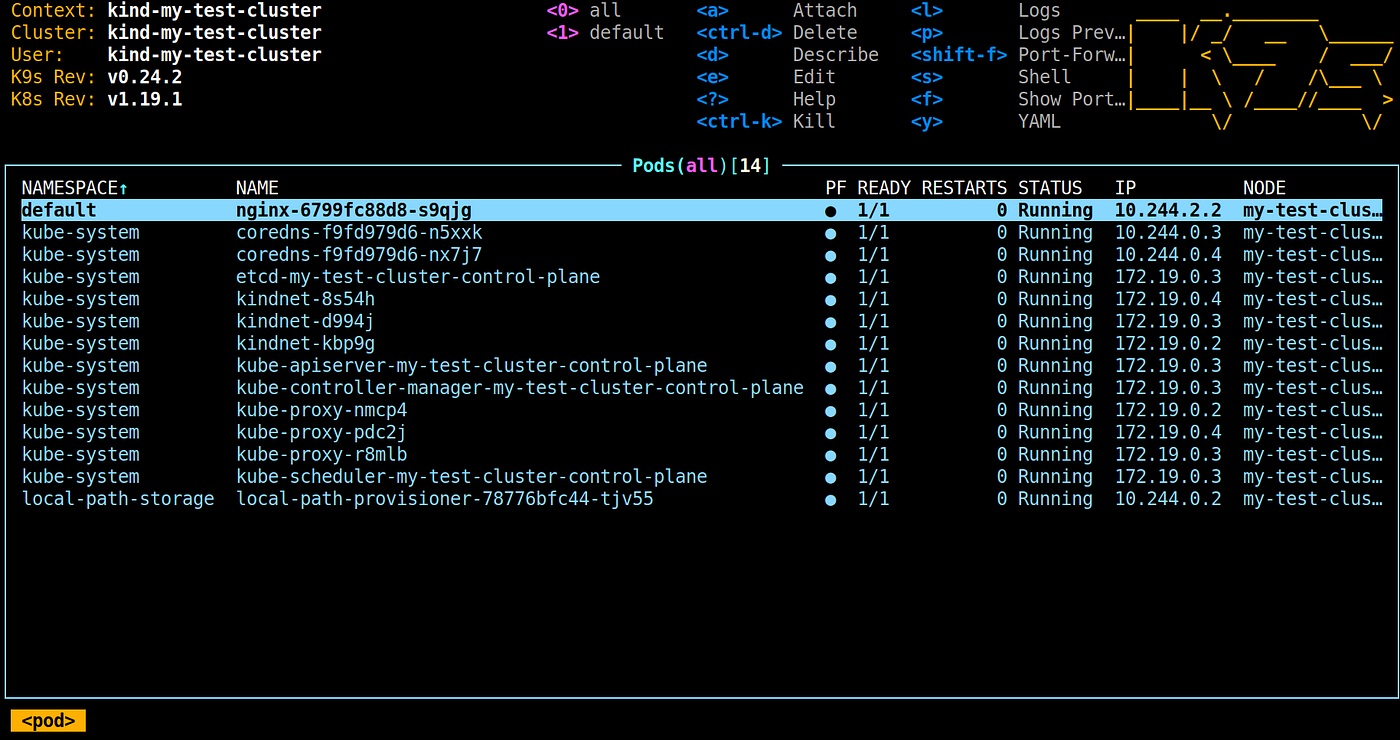 Context: kind-my-test-cluster <0> all <a> Attach <l> Logs
Cluster: kind-my-test-cluster <1> default <ctrl-d> Delete <p> Logs Prev…
User: kind-my-test-cluster <d> Describe <shift-f> Port-Forw…
K9s Rev: v0.24.2 <e> Edit <s> Shell
K8s Rev: v1.19.1 <?> Help <f> Show Port…
<ctrl-k> Kill <y> YAML
K9s
Pods(all)[14]
NAMESPACE↑ NAME PF READY RESTARTS STATUS IP NODE
default nginx-6799fc88d8-s9qjg ● 1/1 0 Running 10.244.2.2 my-test-clus…
kube-system coredns-f9fd979d6-n5xxk ● 1/1 0 Running 10.244.0.3 my-test-clus…
kube-system coredns-f9fd979d6-nx7j7 ● 1/1 0 Running 10.244.0.4 my-test-clus…
kube-system etcd-my-test-cluster-control-plane ● 1/1 0 Running 172.19.0.3 my-test-clus…
kube-system kindnet-8s54h ● 1/1 0 Running 172.19.0.4 my-test-clus…
kube-system kindnet-d994j ● 1/1 0 Running 172.19.0.3 my-test-clus…
kube-system kindnet-kbp9g ● 1/1 0 Running 172.19.0.2 my-test-clus…
kube-system kube-apiserver-my-test-cluster-control-plane ● 1/1 0 Running 172.19.0.3 my-test-clus…
kube-system kube-controller-manager-my-test-cluster-control-plane ● 1/1 0 Running 172.19.0.3 my-test-clus…
kube-system kube-proxy-nmcp4 ● 1/1 0 Running 172.19.0.2 my-test-clus…
kube-system kube-proxy-pdc2j ● 1/1 0 Running 172.19.0.4 my-test-clus…
kube-system kube-proxy-r8mlb ● 1/1 0 Running 172.19.0.3 my-test-clus…
kube-system kube-scheduler-my-test-cluster-control-plane ● 1/1 0 Running 172.19.0.3 my-test-clus…
local-path-storage local-path-provisioner-78776bfc44-tjv55 ● 1/1 0 Running 10.244.0.2 my-test-clus…
<pod>